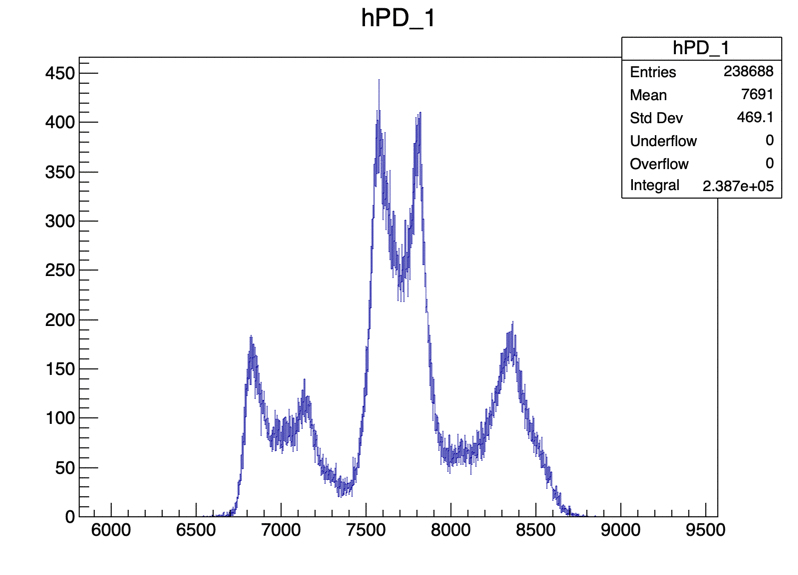 hPD_1
hPD_1
Entries 238688
Mean 7691
Std Dev 469.1
Underflow 0
Overflow 0
Integral 2.387e+05
450
400
350
300
250
200
150
100
50
0
6000 6500 7000 7500 8000 8500 9000 9500